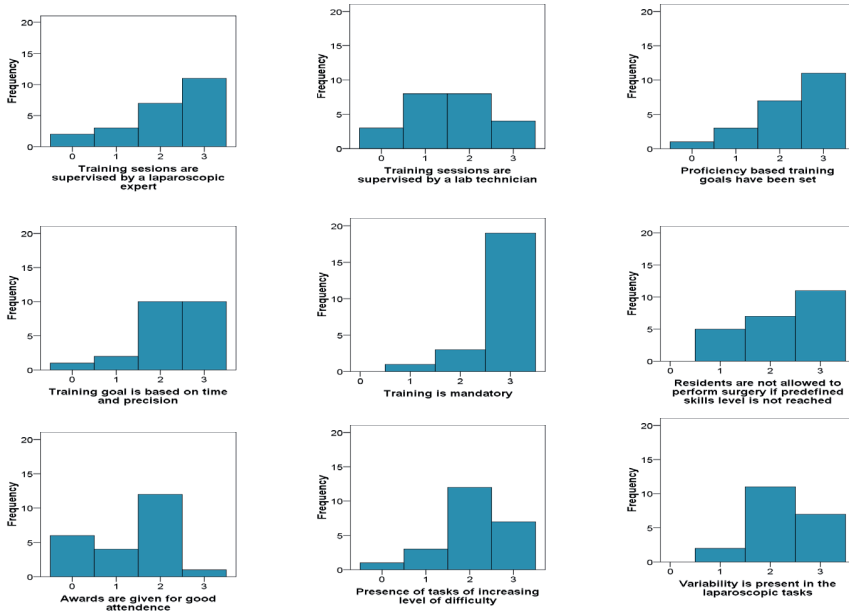 20
15
10
5
0
Frequency
0 1 2 3
Training sesions are
supervised by a laparoscopic
expert
20
15
10
5
0
Frequency
0 1 2 3
Training sessions are
supervised by a lab technician
20
15
10
5
0
Frequency
0 1 2 3
Proficiency based training
goals have been set
20
15
10
5
0
Frequency
0 1 2 3
Training goal is based on time
and precision
20
15
10
5
0
Frequency
0 1 2 3
Training is mandatory
20
15
10
5
0
Frequency
0 1 2 3
Residents are not allowed to
perform surgery if predefined
skills level is not reached
20
15
10
5
0
Frequency
0 1 2 3
Awards are given for good
attendence
20
15
10
5
0
Frequency
0 1 2 3
Presence of tasks of increasing
level of difficulty
20
15
10
5
0
Frequency
0 1 2 3
Variability is present in the
laparoscopic tasks